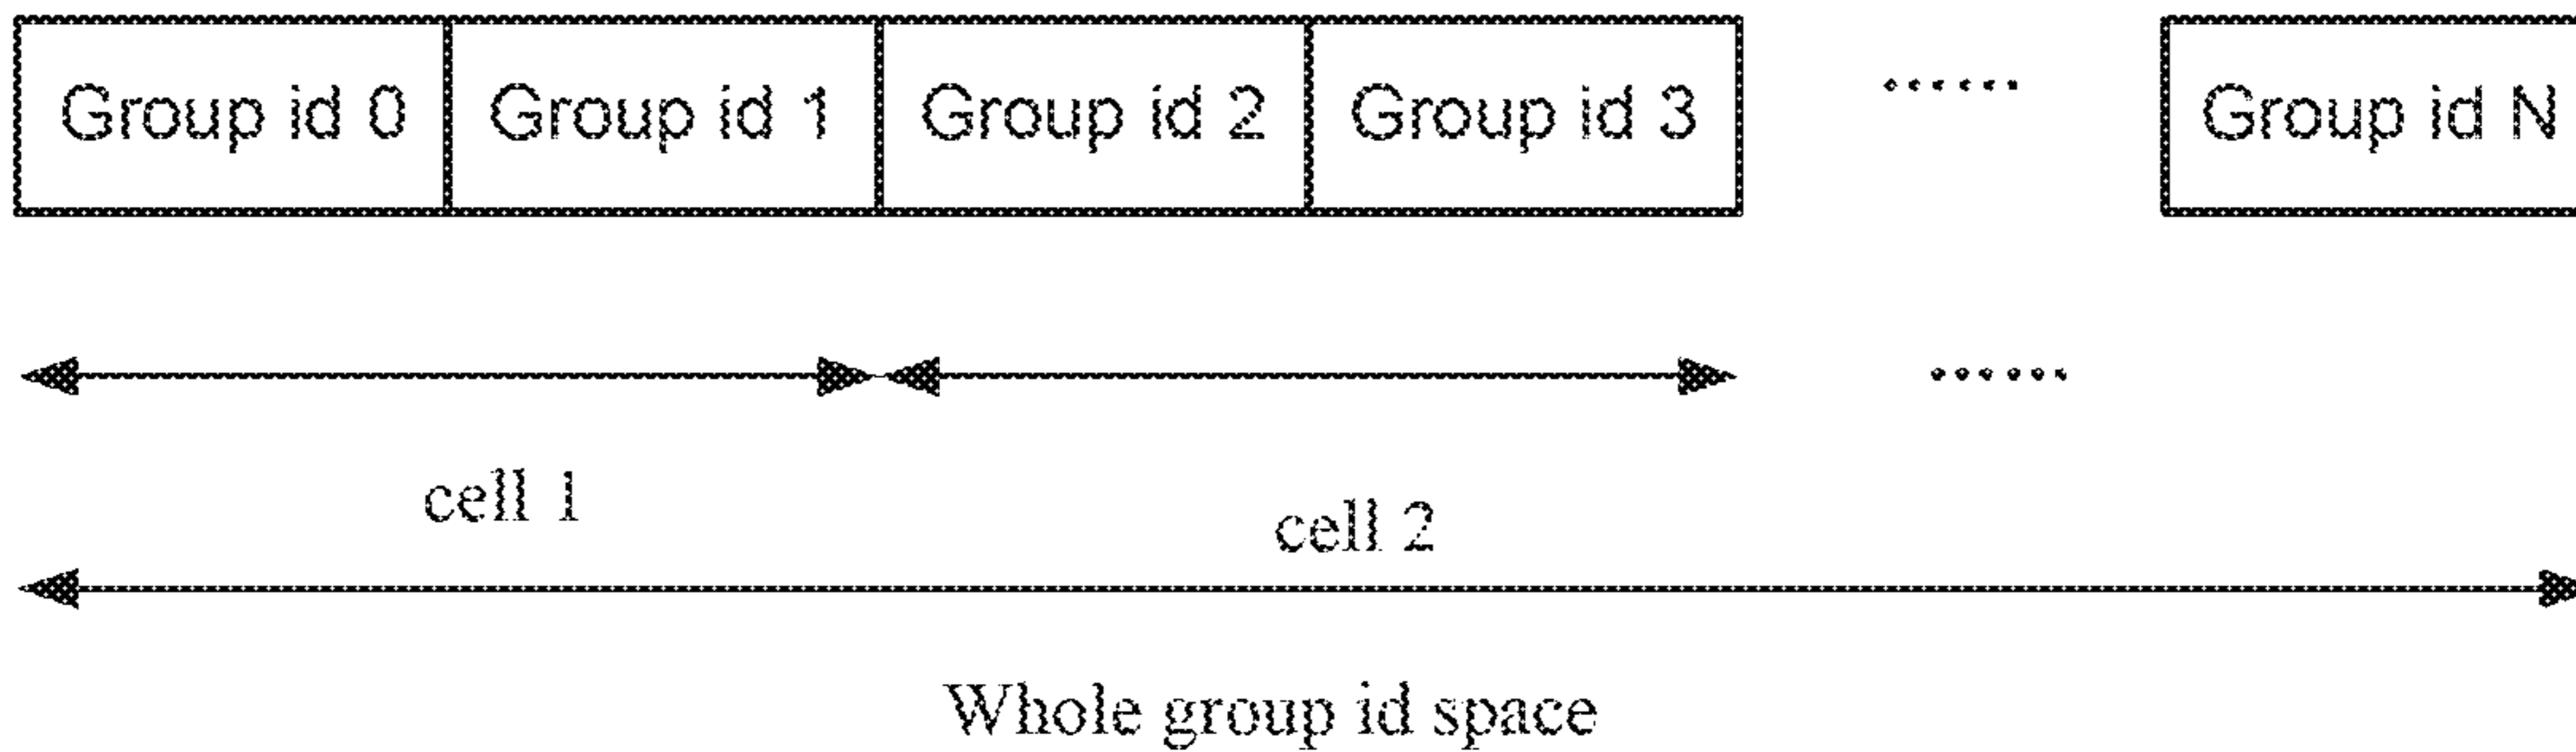 Group id 0 Group id 1 Group id 2 Group id 3 ...... Group id N
......
cell 1
cell 2
Whole group id space